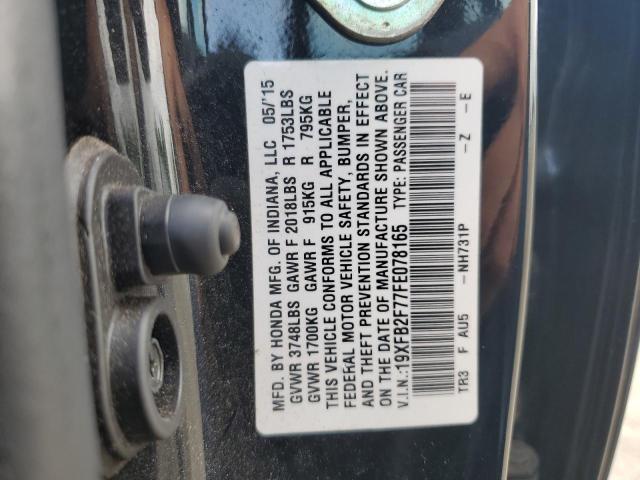 MFD. BY HONDA MFG. OF INDIANA, LLC 05/'15
GVWR 3748LBS GAWR F 2018LBS R 1753LBS
GVWR 1700KG GAWR F 915KG R 795KG
THIS VEHICLE CONFORMS TO ALL APPLICABLE
FEDERAL MOTOR VEHICLE SAFETY, BUMPER,
AND THEFT PREVENTION STANDARDS IN EFFECT
ON THE DATE OF MANUFACTURE SHOWN ABOVE.
V.I.N.:19XFB2F77FE078165 TYPE: PASSENGER CAR
TR3 F AU5 -NH731P -Z -E